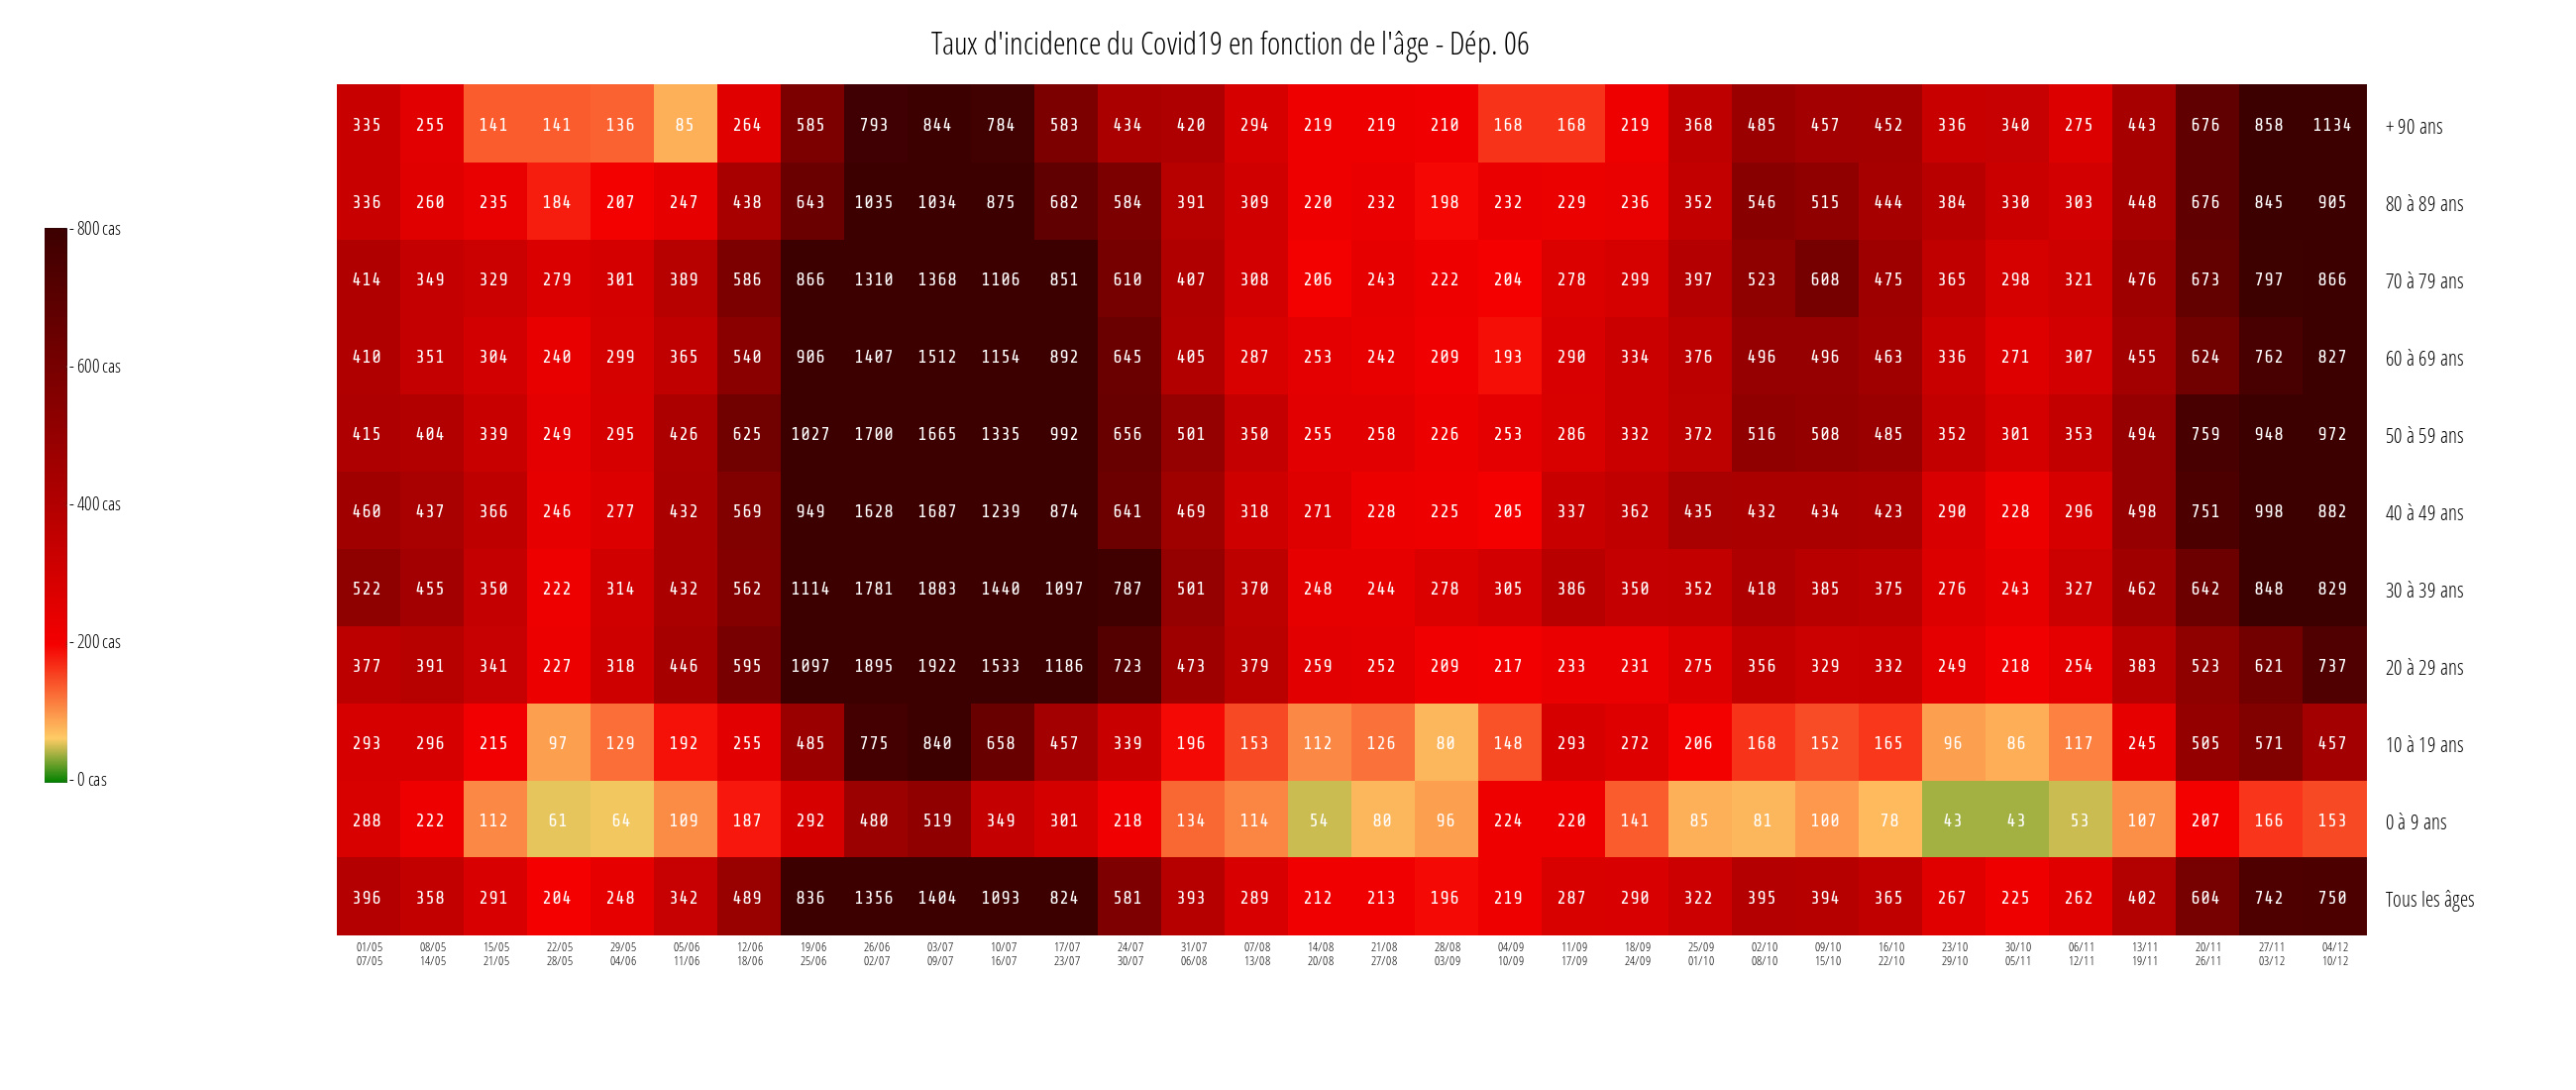 Taux d'incidence du Covid19 en fonction de l'âge - Dép. 06
- 800 cas
- 600 cas
- 400 cas
- 200 cas
- 0 cas
335 255 141 141 136 85 264 585 793 844 784 583 434 420 294 219 219 210 168 168 219 368 485 457 452 336 340 275 443 676 858 1134 + 90 ans
336 260 235 184 207 247 438 643 1035 1034 875 682 584 391 309 220 232 198 232 229 236 352 546 515 444 384 330 303 448 676 845 905 80 à 89 ans
414 349 329 279 301 389 586 866 1310 1368 1106 851 610 407 308 206 243 222 204 278 299 397 523 608 475 365 298 321 476 673 797 866 70 à 79 ans
410 351 304 240 299 365 540 906 1407 1512 1154 892 645 405 287 253 242 209 193 290 334 376 496 496 463 336 271 307 455 624 762 827 60 à 69 ans
415 404 339 249 295 426 625 1027 1700 1665 1335 992 656 501 350 255 258 226 253 286 332 372 516 508 485 352 301 353 494 759 948 972 50 à 59 ans
460 437 366 246 277 432 569 949 1628 1687 1239 874 641 469 318 271 228 225 205 337 362 435 432 434 423 290 228 296 498 751 998 882 40 à 49 ans
522 455 350 222 314 432 562 1114 1781 1883 1440 1097 787 501 370 248 244 278 305 386 350 352 418 385 375 276 243 327 462 642 848 829 30 à 39 ans
377 391 341 227 318 446 595 1097 1895 1922 1533 1186 723 473 379 259 252 209 217 233 231 275 356 329 332 249 218 254 383 523 621 737 20 à 29 ans
293 296 215 97 129 192 255 485 775 840 658 457 339 196 153 112 126 80 148 293 272 206 168 152 165 96 86 117 245 505 571 457 10 à 19 ans
288 222 112 61 64 109 187 292 480 519 349 301 218 134 114 54 80 96 224 220 141 85 81 100 78 43 43 53 107 207 166 153 0 à 9 ans
396 358 291 204 248 342 489 836 1356 1404 1093 824 581 393 289 212 213 196 219 287 290 322 395 394 365 267 225 262 402 604 742 750 Tous les âges
01/05 08/05 15/05 22/05 29/05 05/06 12/06 19/06 26/06 03/07 10/07 17/07 24/07 31/07 07/08 14/08 21/08 28/08 04/09 11/09 18/09 25/09 02/10 09/10 16/10 23/10 30/10 06/11 13/11 20/11 27/11 04/12
07/05 14/05 21/05 28/05 04/06 11/06 18/06 25/06 02/07 09/07 16/07 23/07 30/07 06/08 13/08 20/08 27/08 03/09 10/09 17/09 24/09 01/10 08/10 15/10 22/10 29/10 05/11 12/11 19/11 26/11 03/12 10/12